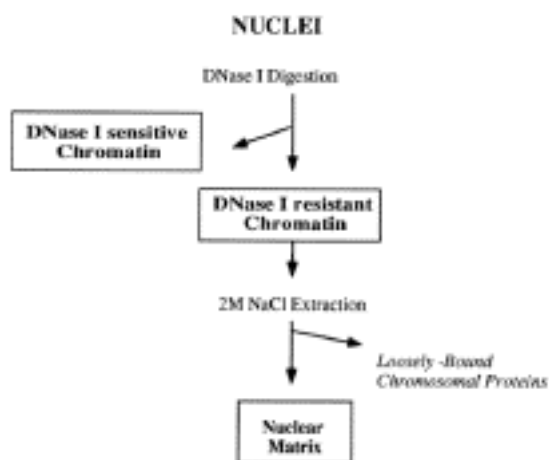 NUCLEI
DNase I Digestion
DNase I sensitive
Chromatin
DNase I resistant
Chromatin
2M NaCl Extraction
Loosely -Bound
Chromosomal Proteins
Nuclear
Matrix